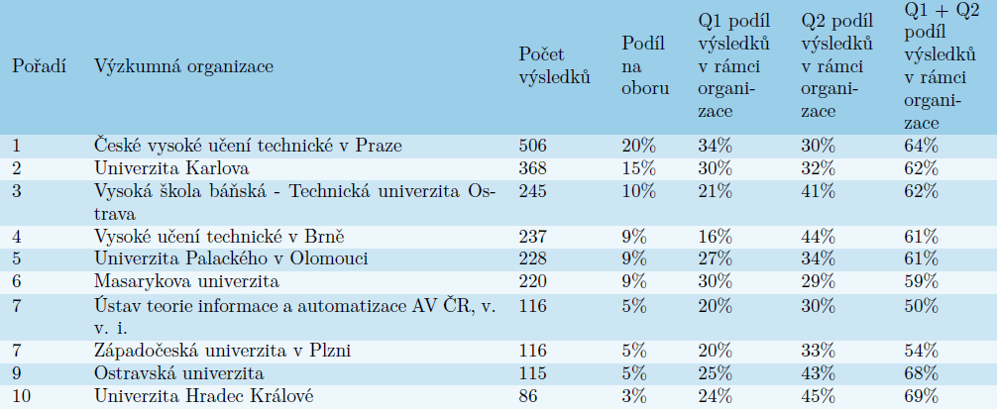 Pořadí Výzkumná organizace Počet výsledků Podíl na oboru Q1 podíl výsledků v rámci organi-zace Q2 podíl výsledků v rámci organi-zace Q1 + Q2 podíl výsledků v rámci organi-zace
1 České vysoké učení technické v Praze 506 20% 34% 30% 64%
2 Univerzita Karlova 368 15% 30% 32% 62%
3 Vysoká škola báňská - Technická univerzita Os- 245 10% 21% 41% 62%
trava
4 Vysoké učení technické v Brně 237 9% 16% 44% 61%
5 Univerzita Palackého v Olomouci 228 9% 27% 34% 61%
6 Masarykova univerzita 220 9% 30% 29% 59%
7 Ústav teorie informace a automatizace AV ČR, v. 116 5% 20% 30% 50%
v. i.
7 Západočeská univerzita v Plzni 116 5% 20% 33% 54%
9 Ostravská univerzita 115 5% 25% 43% 68%
10 Univerzita Hradec Králové 86 3% 24% 45% 69%